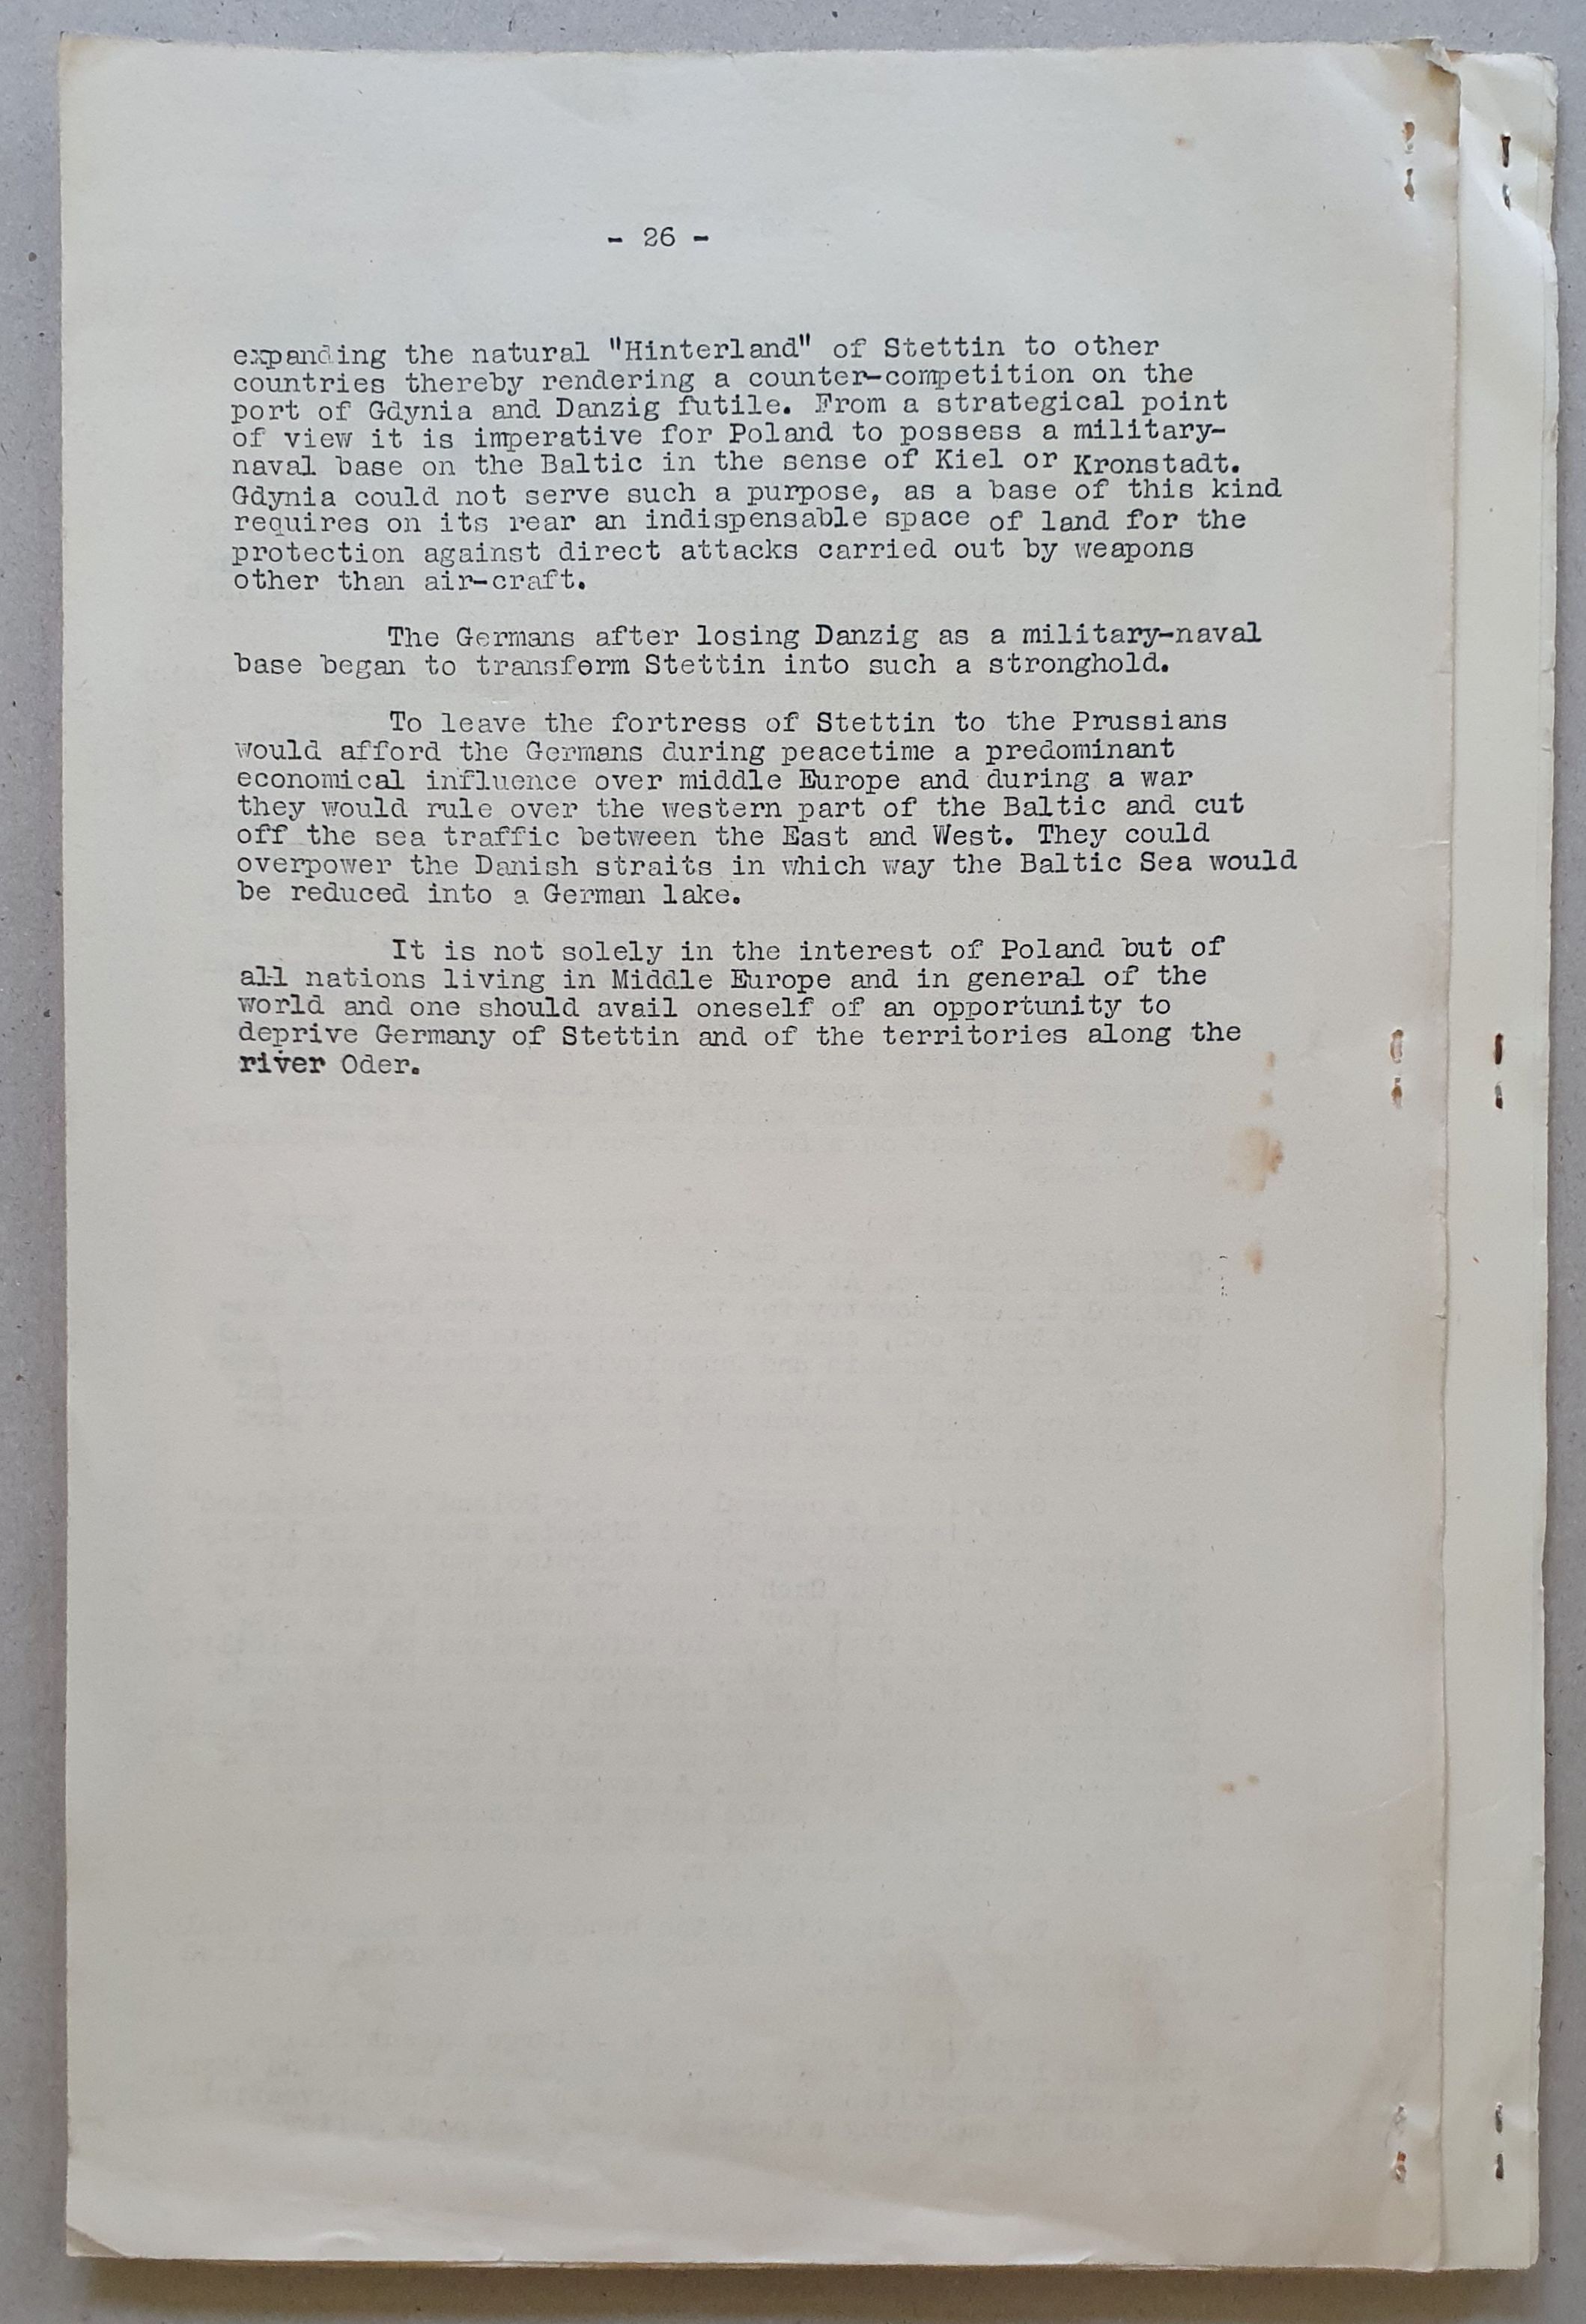 - 26 -
expanding the natural "Hinterland" of Stettin to other
countries thereby rendering a counter-competition on the
port of Gdynia and Danzig futile. From a strategical point
of view it is imperative for Poland to possess a military-
naval base on the Baltic in the sense of Kiel or Kronstadt.
Gdynia could not serve such a purpose, as a base of this kind
requires on its rear an indispensable space of land for the
protection against direct attacks carried out by weapons
other than air-craft.
The Germans after losing Danzig as a military-naval
base began to transform Stettin into such a stronghold.
To leave the fortress of Stettin to the Prussians
would afford the Germans during peacetime a predominant
economical influence over middle Europe and during a war
they would rule over the western part of the Baltic and cut
off the sea traffic between the East and West. They could
overpower the Danish straits in which way the Baltic Sea would
be reduced into a German lake.
It is not solely in the interest of Poland but of
all nations living in Middle Europe and in general of the
world and one should avail oneself of an opportunity to
deprive Germany of Stettin and of the territories along the
river Oder.